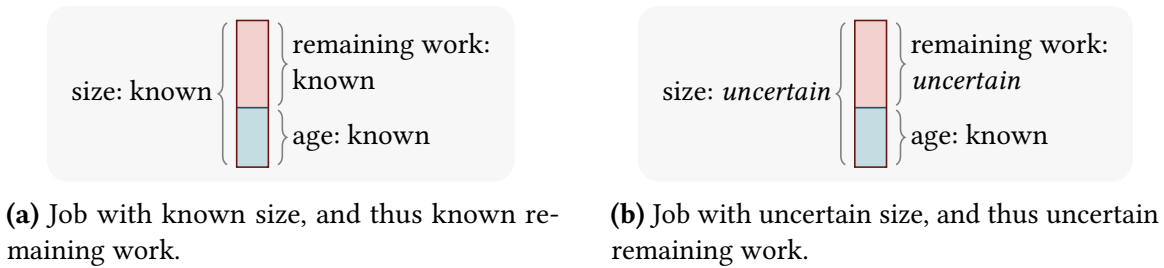 size: known
remaining work:
known
age: known
(a) Job with known size, and thus known re-
maining work.
size: uncertain
remaining work:
uncertain
age: known
(b) Job with uncertain size, and thus uncertain
remaining work.